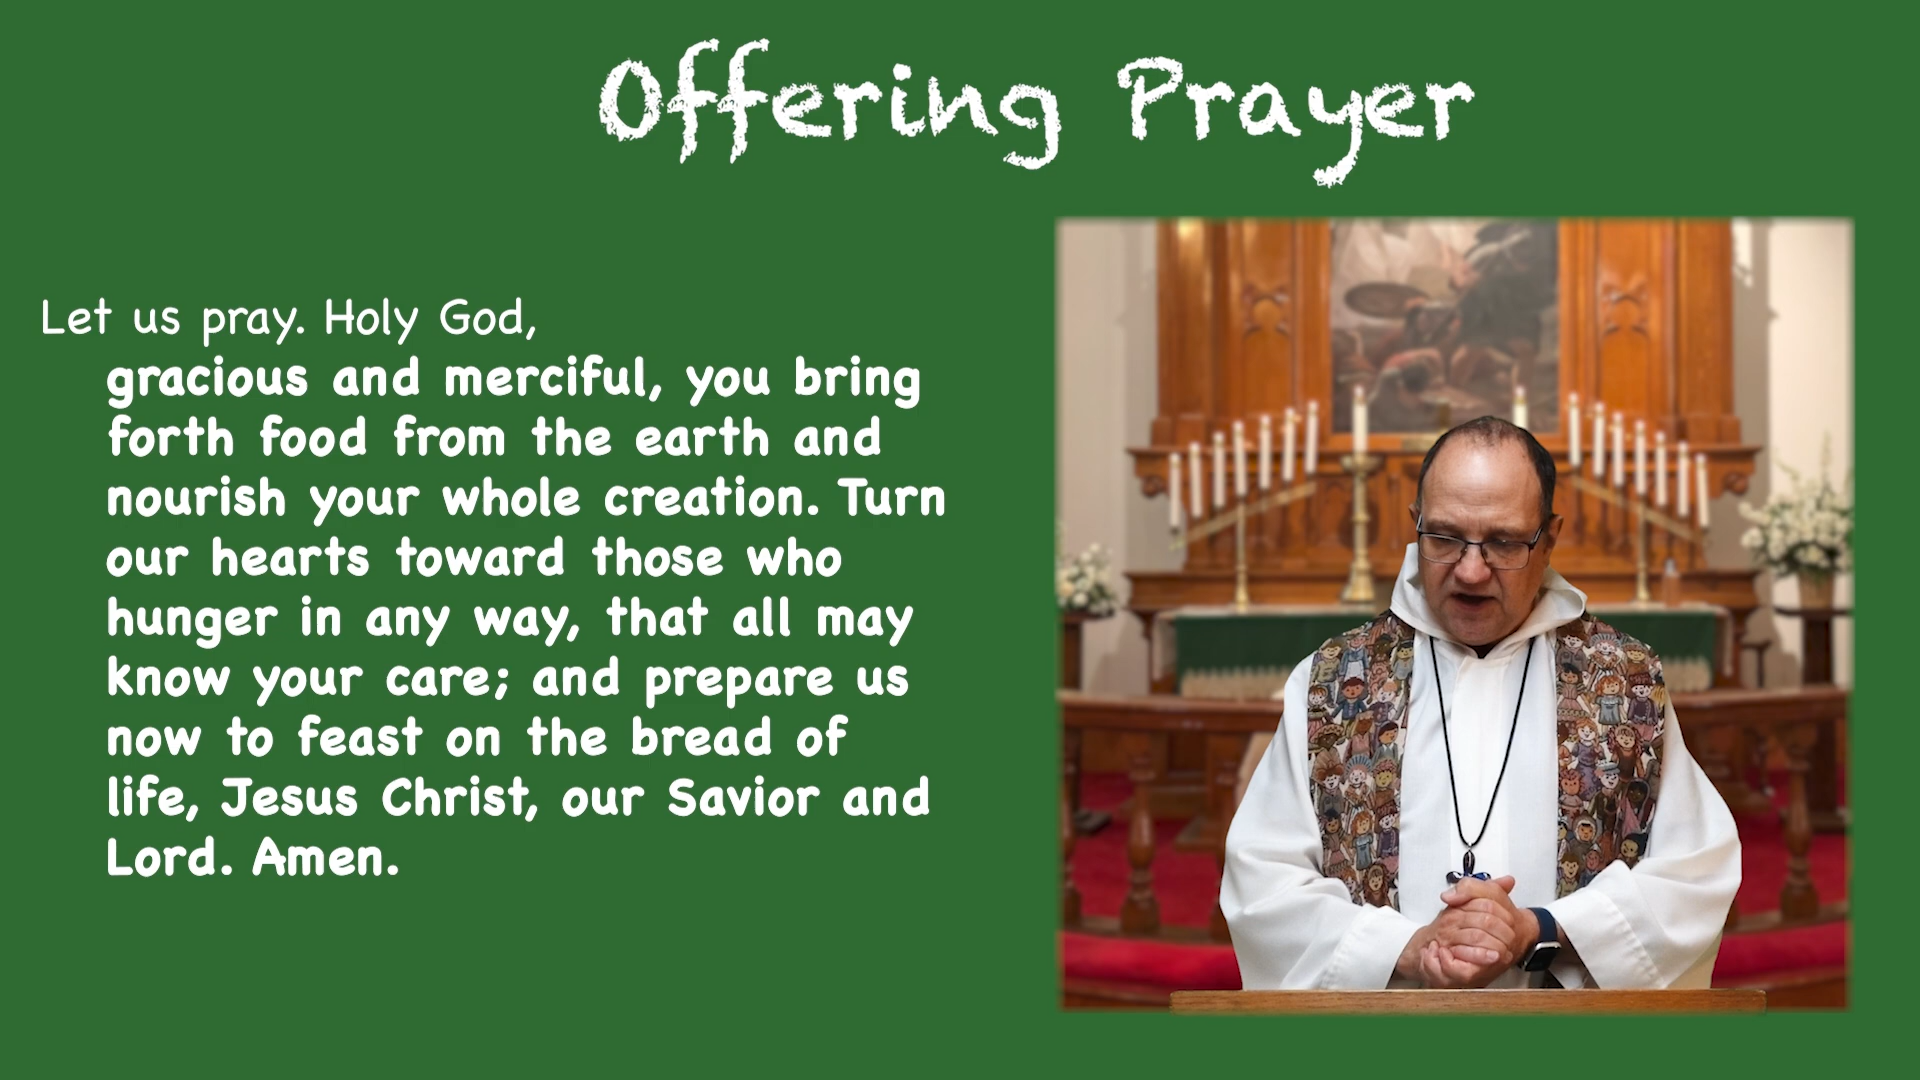 Offering Prayer
Let us pray. Holy God,
gracious and merciful, you bring
forth food from the earth and
nourish your whole creation. Turn
our hearts toward those who
hunger in any way, that all may
know your care; and prepare us
now to feast on the bread of
life, Jesus Christ, our Savior and
Lord. Amen.